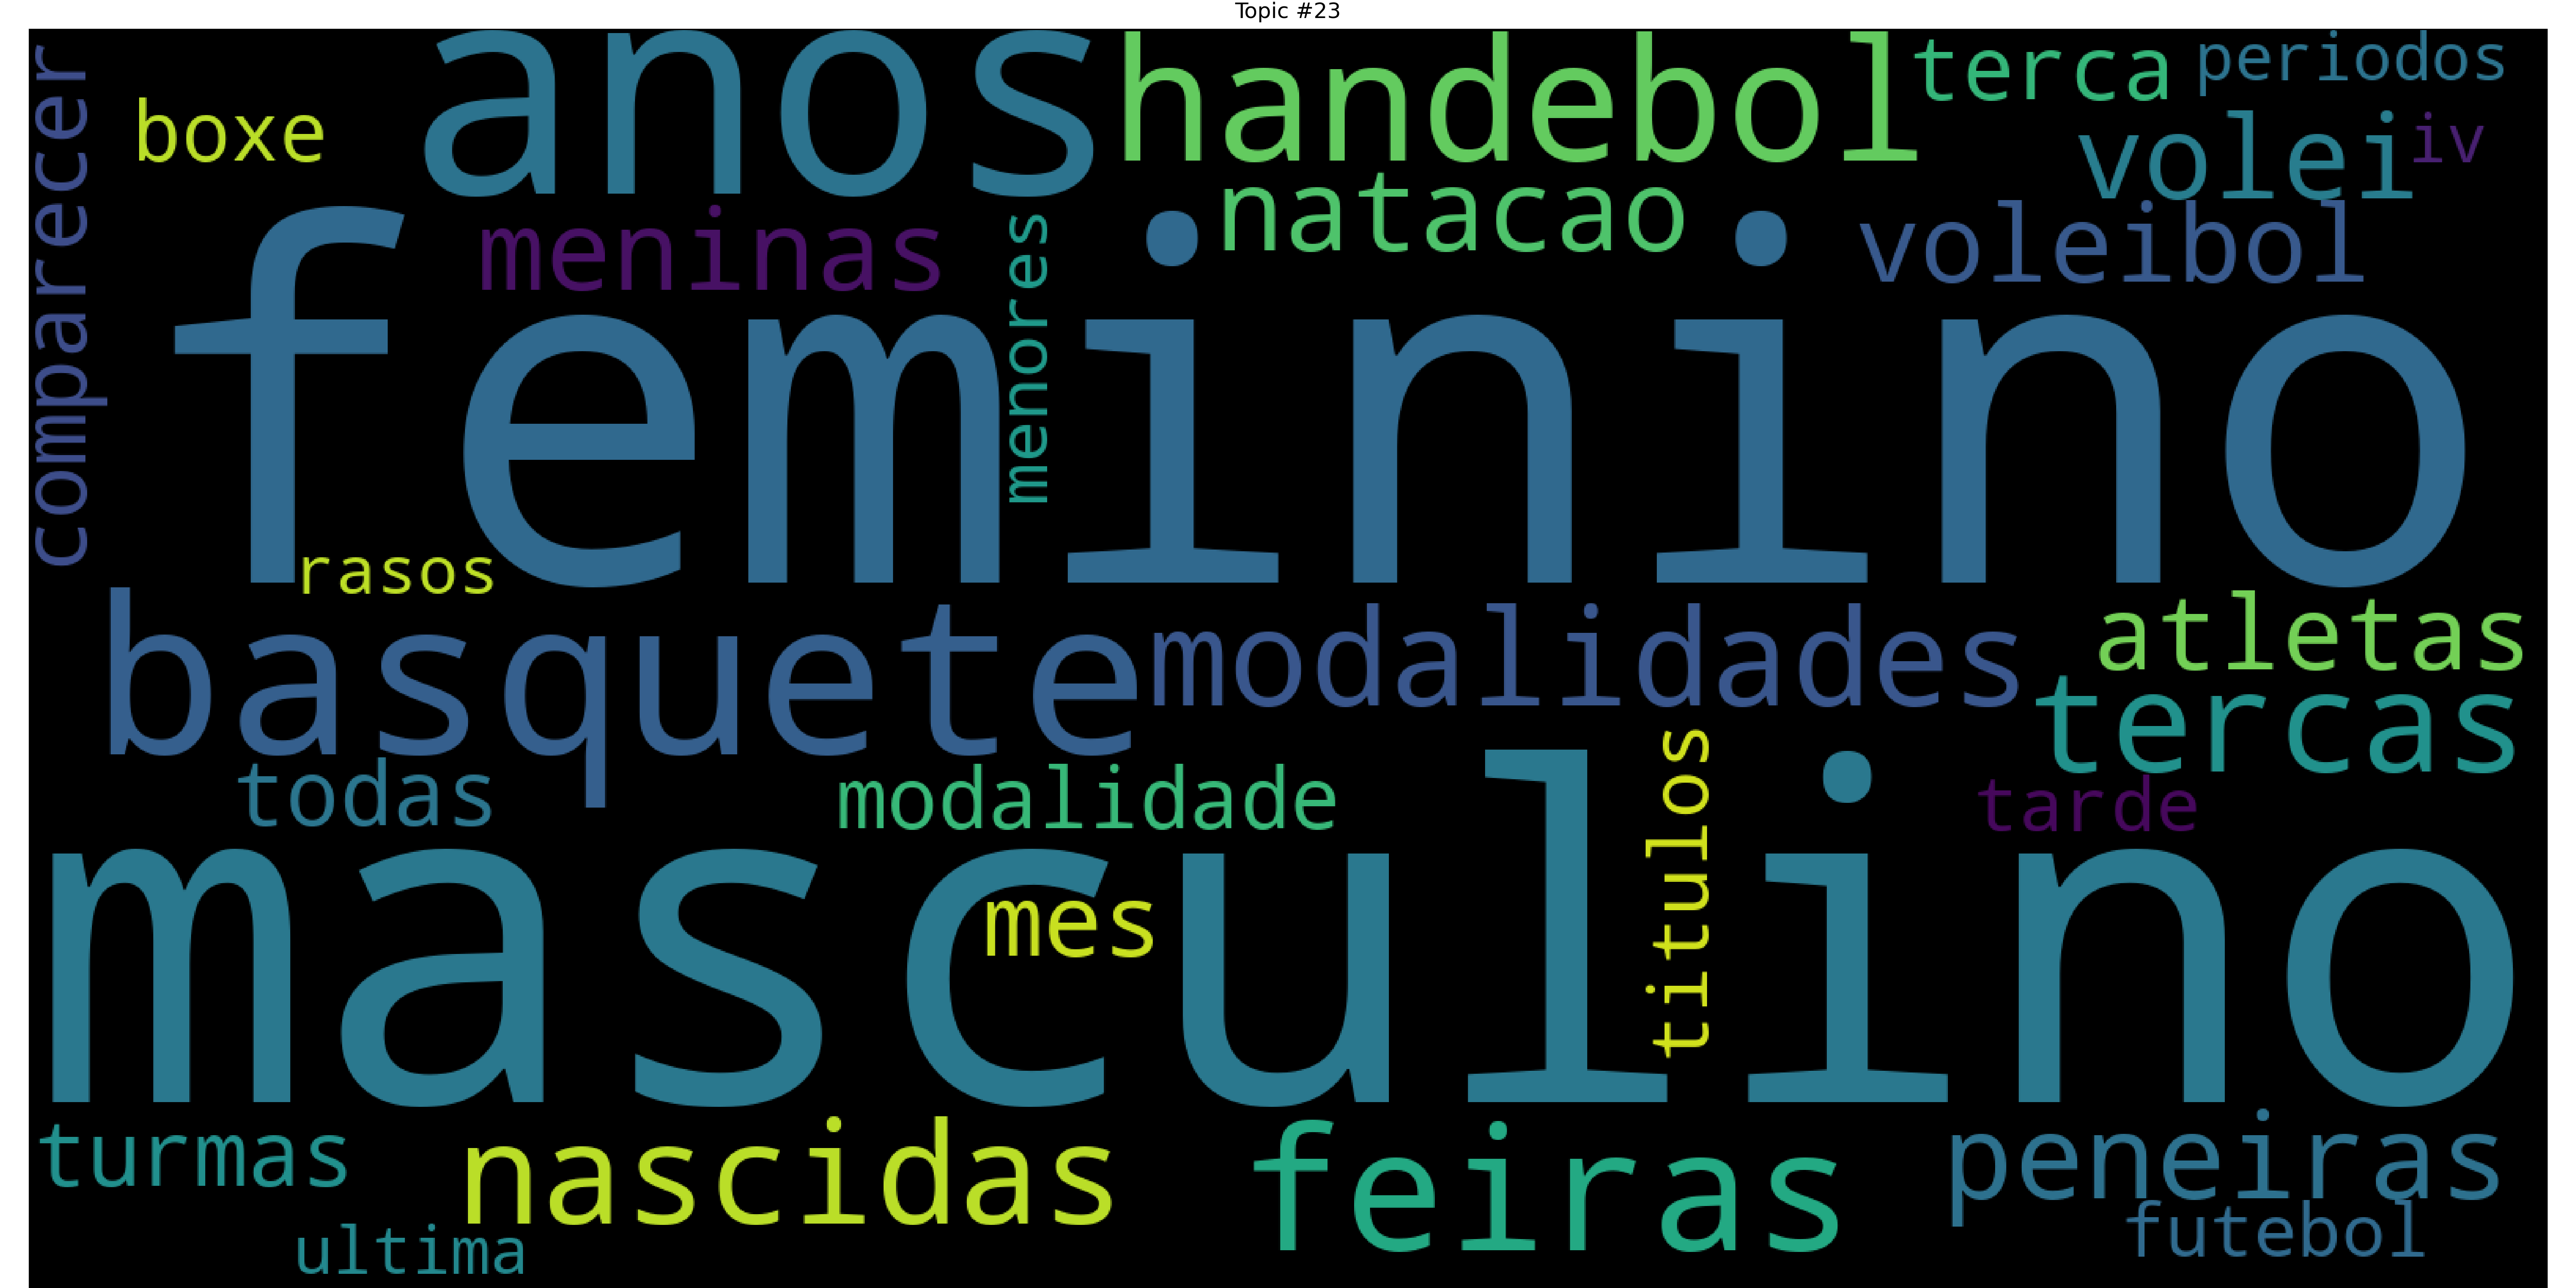 Topic #23
comparecer
boxe
anos
handebol
terca
periodos
volei
iv
meninas
menores
natacao
voleibol
feminino
rasos
basquete
modalidades
atletas
tercas
todas
modalidade
titulos
tarde
masculino
mes
turmas
nascidas
feiras
peneiras
futebol
ultima